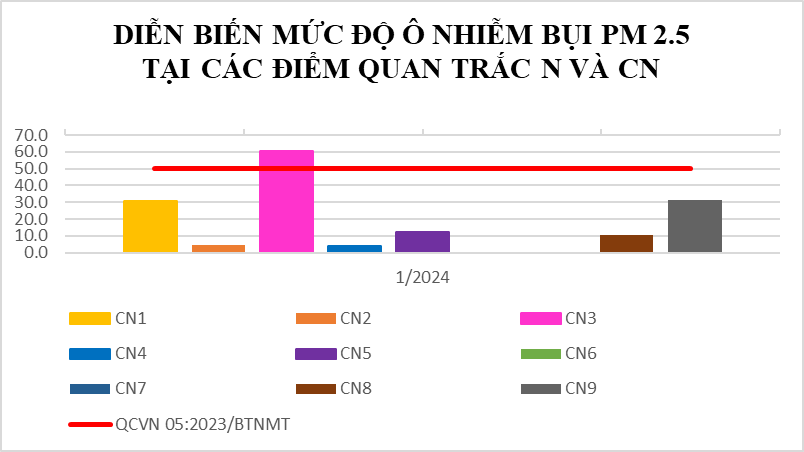 DIỄN BIẾN MỨC ĐỘ Ô NHIỄM BỤI PM 2.5
TẠI CÁC ĐIỂM QUAN TRẮC N VÀ CN
70.0
60.0
50.0
40.0
30.0
20.0
10.0
0.0
1/2024
CN1 CN2 CN3
CN4 CN5 CN6
CN7 CN8 CN9
QCVN 05:2023/BTNMT